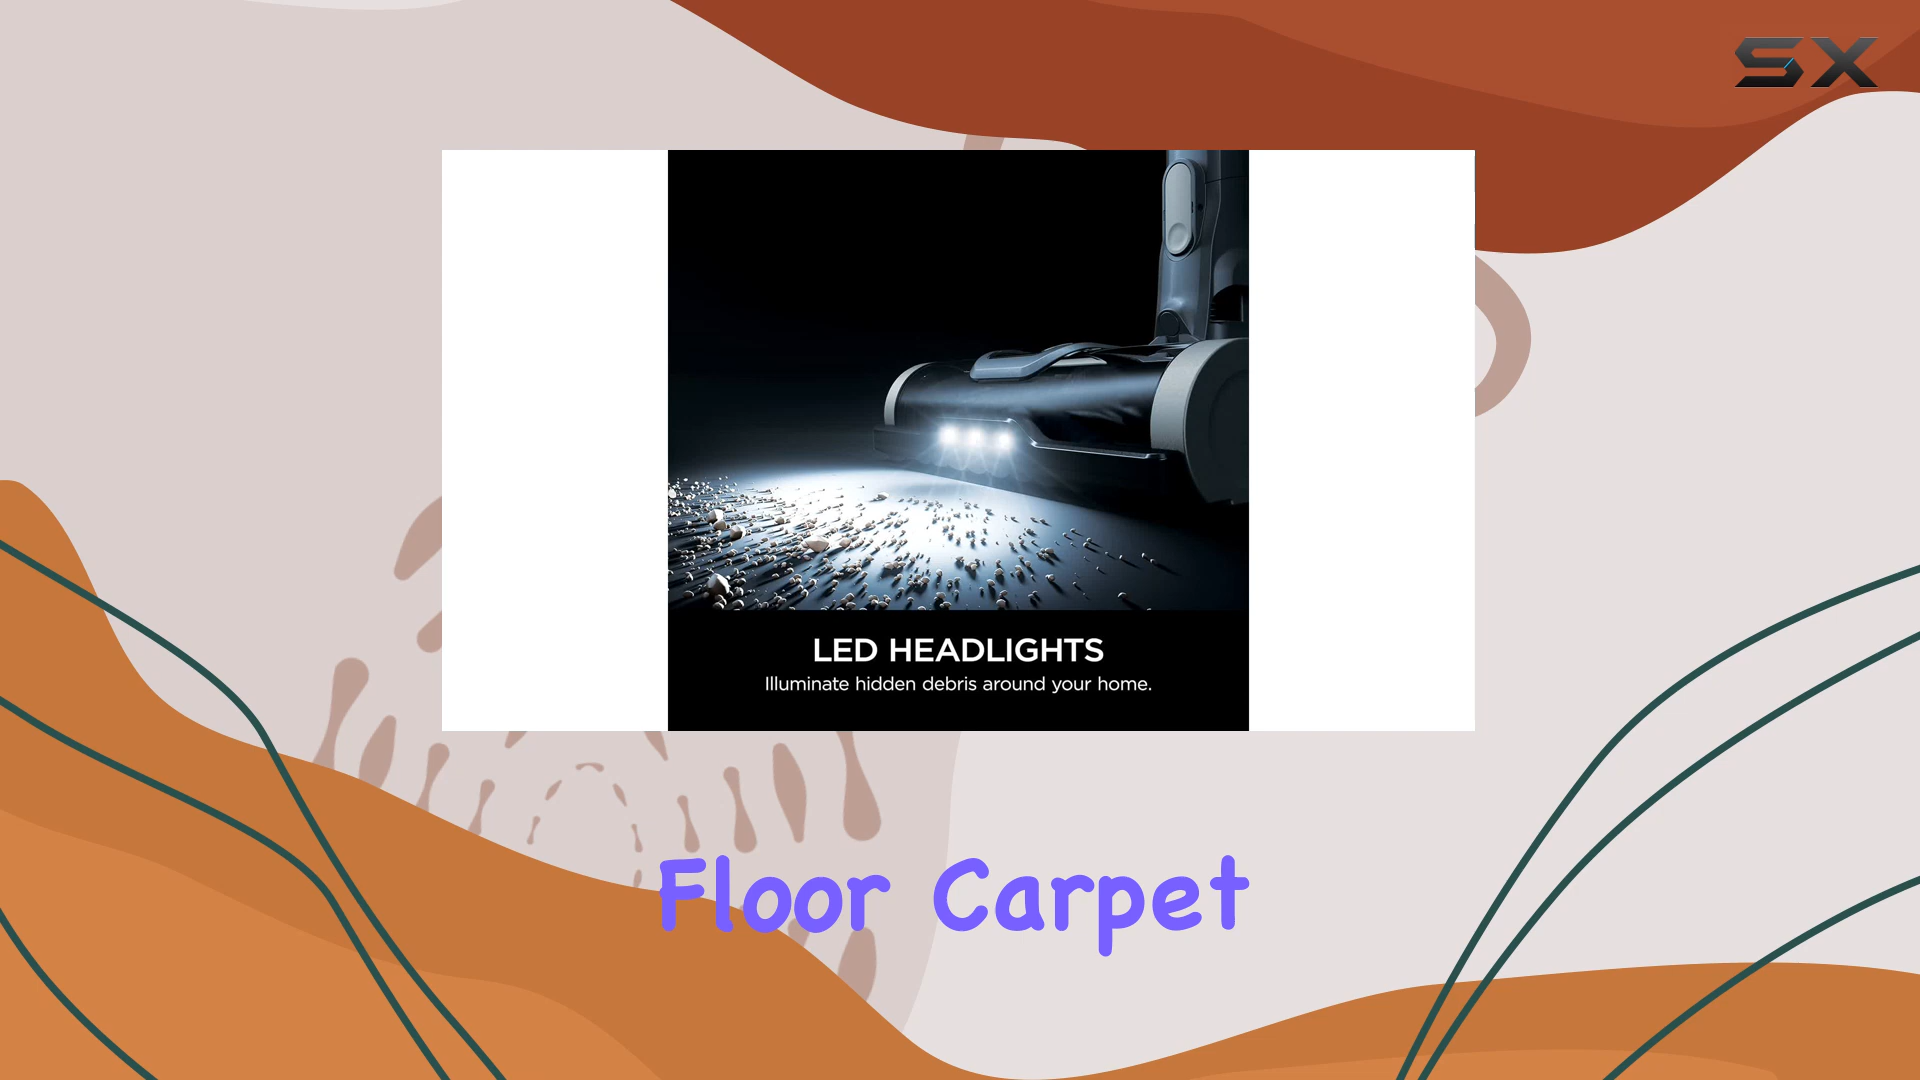 SX
LED HEADLIGHTS
Illuminate hidden debris around your home.
Floor Carpet